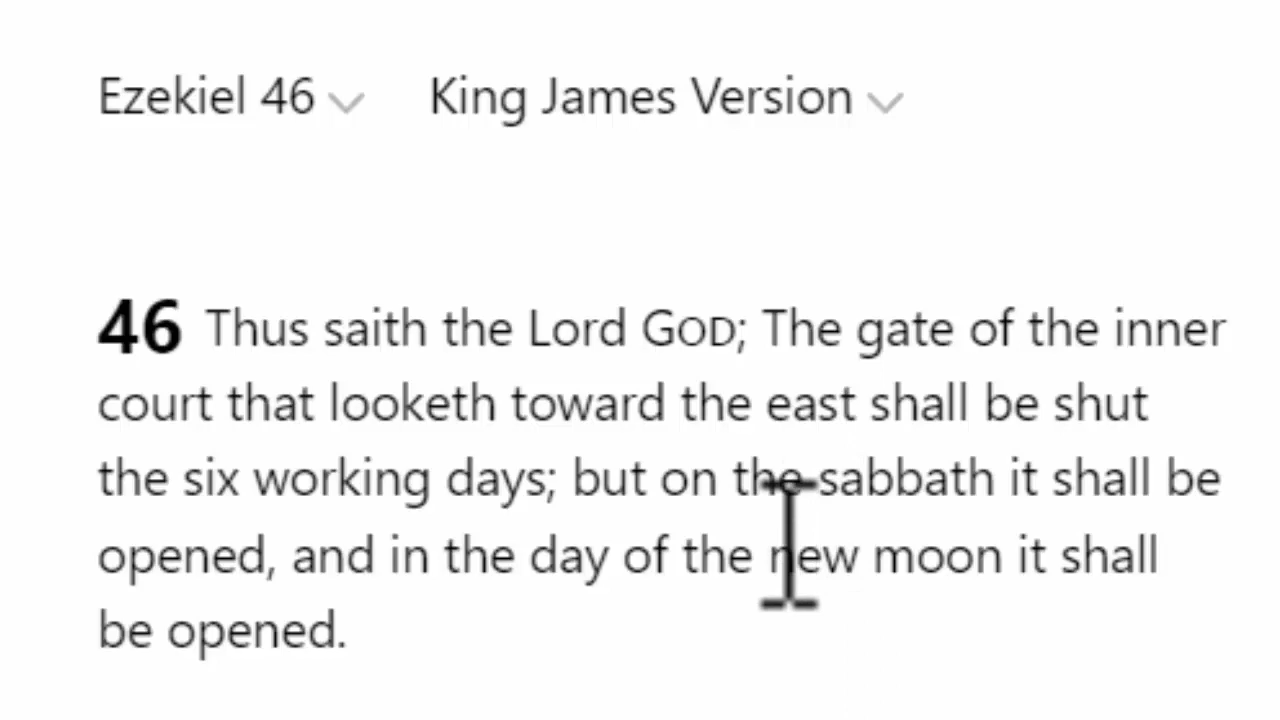 Ezekiel 46 King James Version
46 Thus saith the Lord GOD; The gate of the inner
court that looketh toward the east shall be shut
the six working days; but on the sabbath it shall be
opened, and in the day of the new moon it shall
be opened.